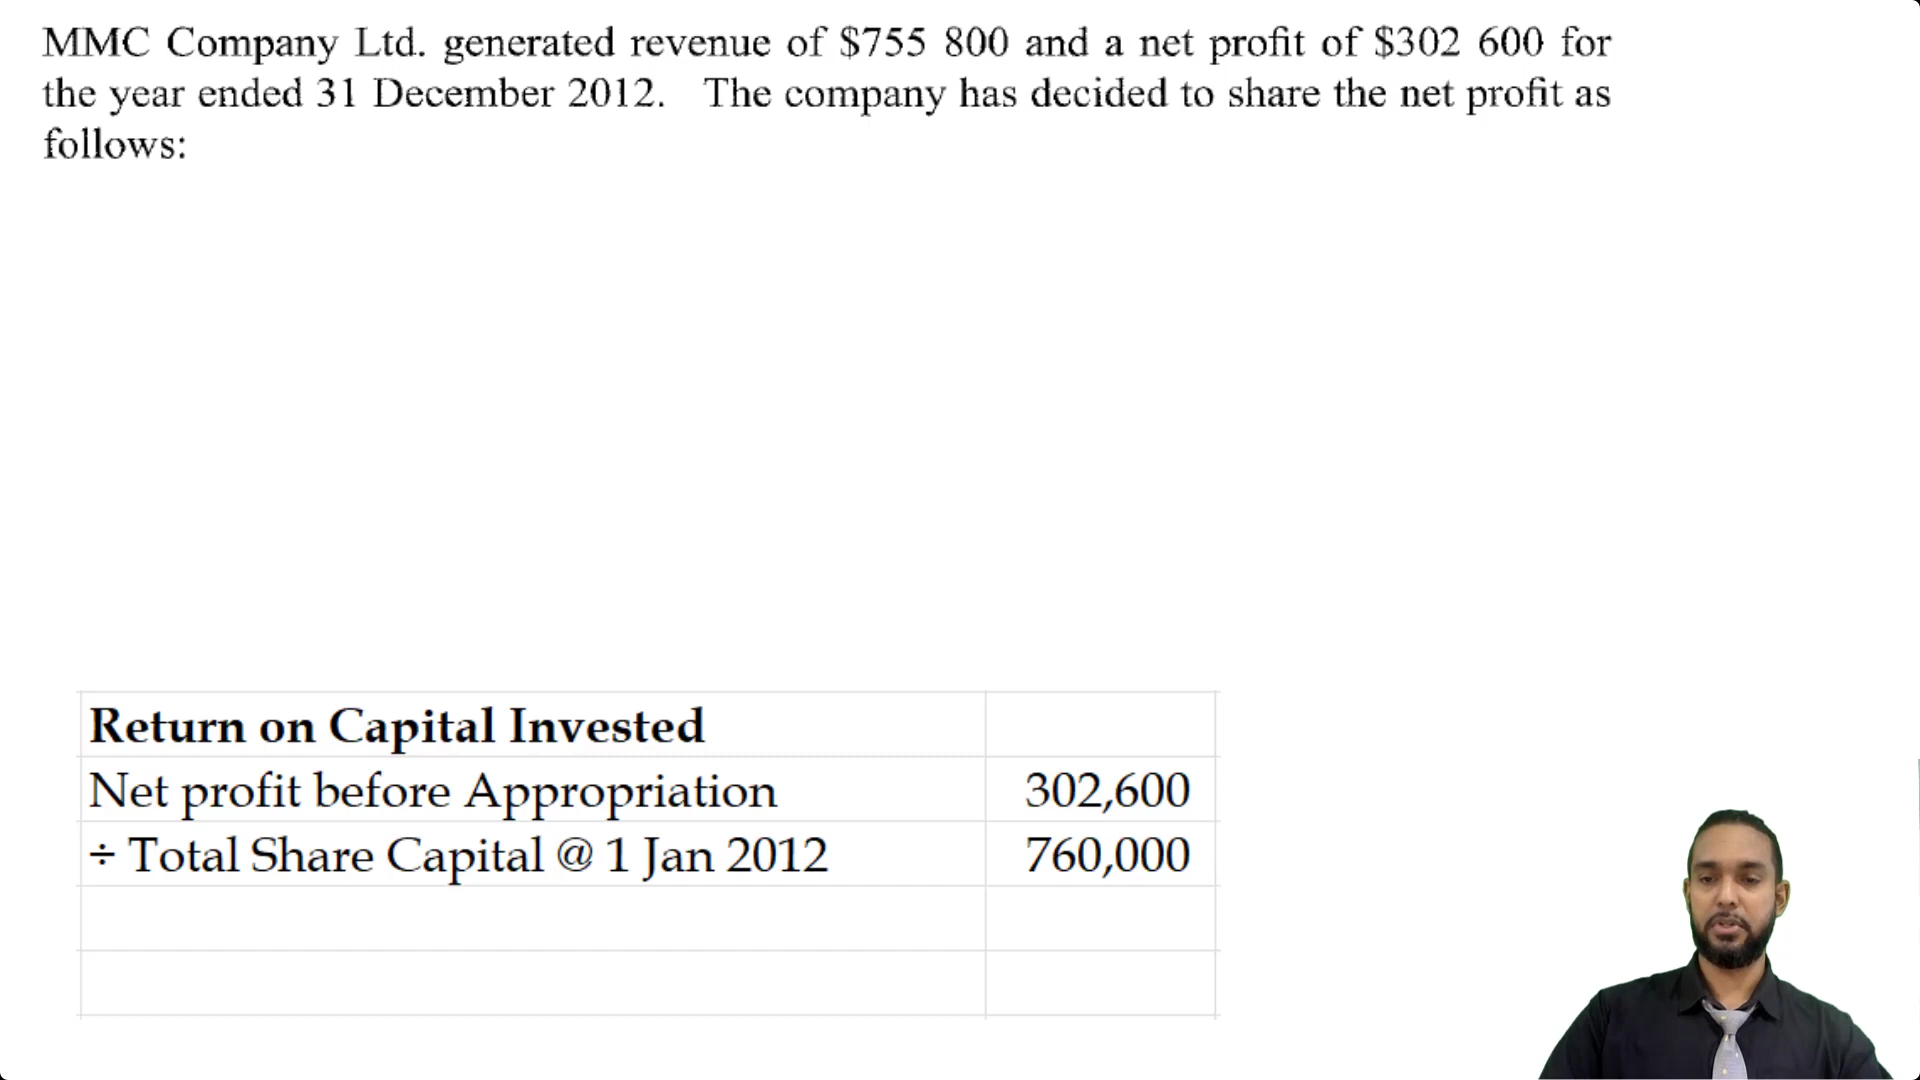 MMC Company Ltd. generated revenue of $755 800 and a net profit of $302 600 for
the year ended 31 December 2012. The company has decided to share the net profit as
follows:
Return on Capital Invested
Net profit before Appropriation 302,600
÷ Total Share Capital @ 1 Jan 2012 760,000